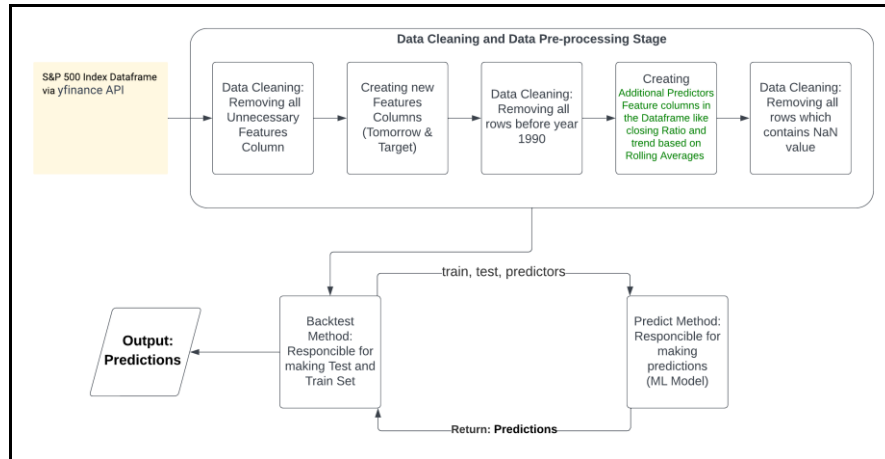 Data Cleaning and Data Pre-processing Stage
S&P 500 Index Dataframe
via yfinance API
Data Cleaning:
Removing all
Unnecessary
Features
Column
Creating new
Features
Columns
(Tomorrow &
Target)
Data Cleaning:
Removing all
rows before year
1990
Creating
Additional Predictors
Feature columns in
the Dataframe like
closing Ratio and
trend based on
Rolling Averages
Data Cleaning:
Removing all
rows which
contains NaN
value
train, test, predictors
Output:
Predictions
Backtest
Method:
Responcible for
making Test and
Train Set
Predict Method:
Responcible for
making
predictions
(ML Model)
Return: Predictions